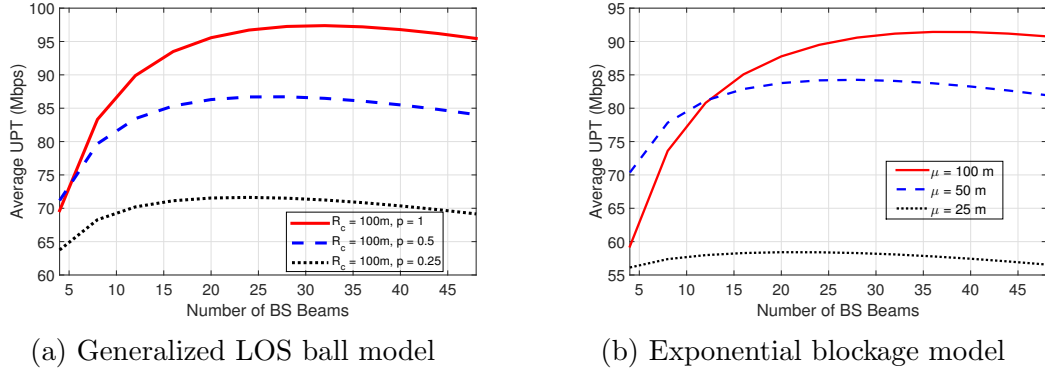 100
95
90
85
80
75
70
65
60
Average UPT (Mbps)
5 10 15 20 25 30 35 40 45
Number of BS Beams
R_c = 100m, p = 1
R_c = 100m, p = 0.5
R_c = 100m, p = 0.25
(a) Generalized LOS ball model
95
90
85
80
75
70
65
60
55
Average UPT (Mbps)
5 10 15 20 25 30 35 40 45
Number of BS Beams
μ = 100 m
μ = 50 m
μ = 25 m
(b) Exponential blockage model